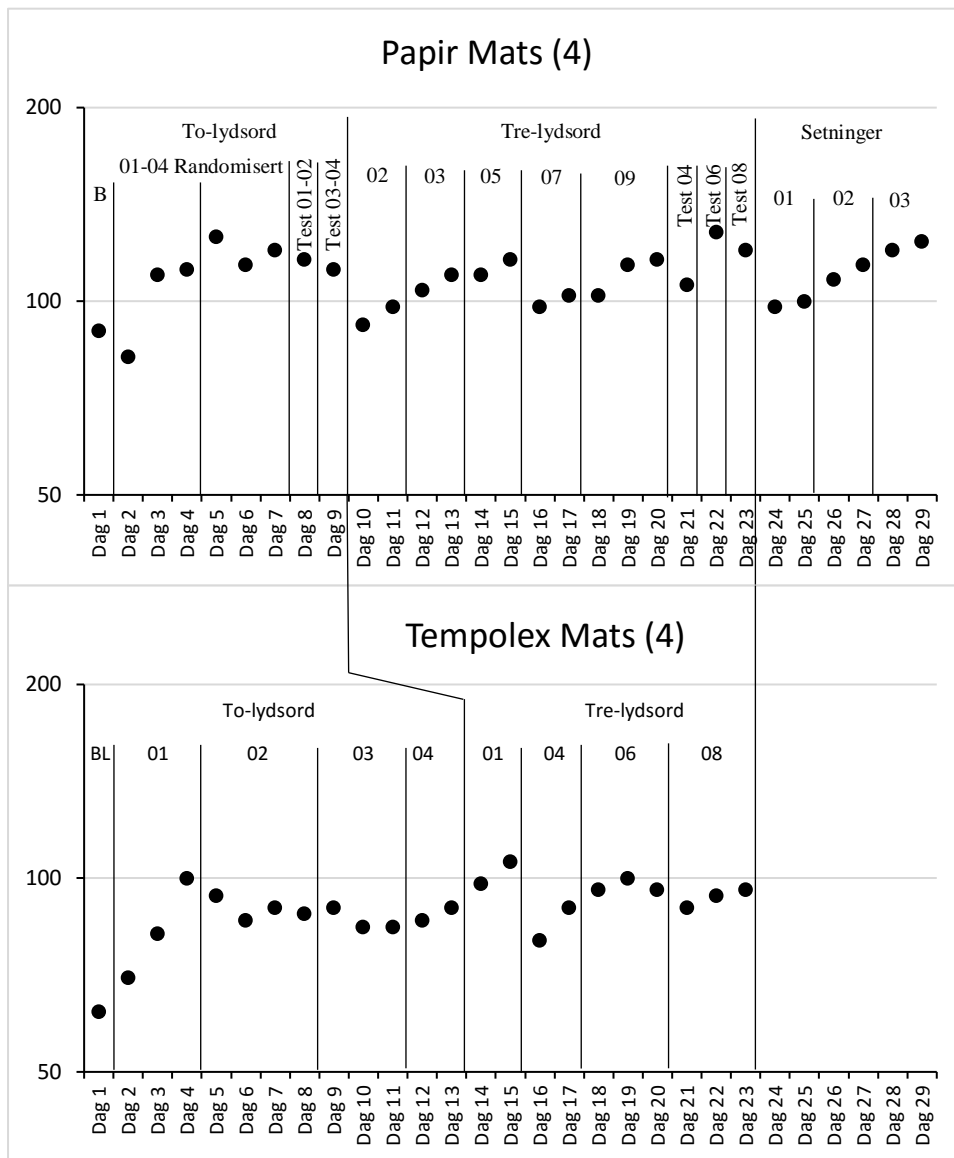 Papir Mats (4)
200
To-lydsord
Tre-lydsord
Setninger
B
01-04 Randomisert
Test 01-02
Test 03-04
02
03
05
07
09
Test 04
Test 06
Test 08
01
02
03
100
50
Dag 1
Dag 2
Dag 3
Dag 4
Dag 5
Dag 6
Dag 7
Dag 8
Dag 9
Dag 10
Dag 11
Dag 12
Dag 13
Dag 14
Dag 15
Dag 16
Dag 17
Dag 18
Dag 19
Dag 20
Dag 21
Dag 22
Dag 23
Dag 24
Dag 25
Dag 26
Dag 27
Dag 28
Dag 29
Tempolex Mats (4)
200
To-lydsord
Tre-lydsord
BL
01
02
03
04
01
04
06
08
100
50
Dag 1
Dag 2
Dag 3
Dag 4
Dag 5
Dag 6
Dag 7
Dag 8
Dag 9
Dag 10
Dag 11
Dag 12
Dag 13
Dag 14
Dag 15
Dag 16
Dag 17
Dag 18
Dag 19
Dag 20
Dag 21
Dag 22
Dag 23
Dag 24
Dag 25
Dag 26
Dag 27
Dag 28
Dag 29